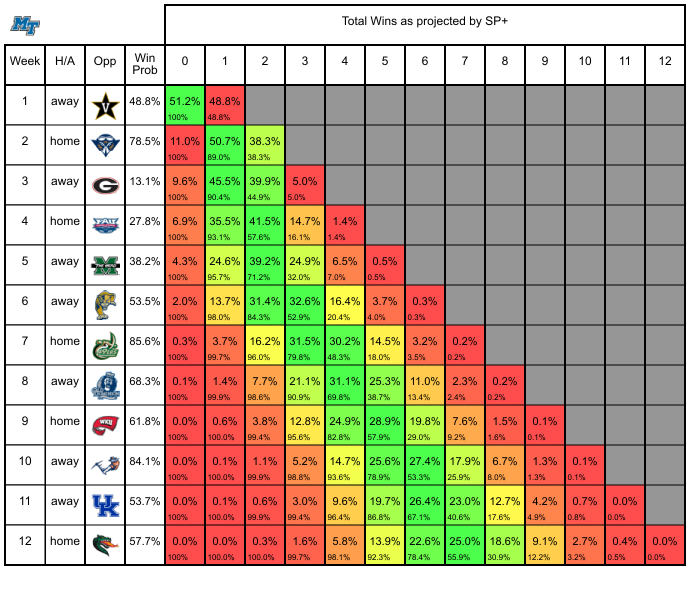 MT
Total Wins as projected by SP+
Week H/A Opp Win Prob 0 1 2 3 4 5 6 7 8 9 10 11 12
1 away V 48.8% 51.2% 48.8%
100% 48.8%
2 home 78.5% 11.0% 50.7% 38.3%
100% 89.0% 38.3%
3 away G 13.1% 9.6% 45.5% 39.9% 5.0%
100% 90.4% 44.9% 5.0%
4 home FAU 27.8% 6.9% 35.5% 41.5% 14.7% 1.4%
100% 93.1% 57.6% 16.1% 1.4%
5 away M 38.2% 4.3% 24.6% 39.2% 24.9% 6.5% 0.5%
100% 95.7% 71.2% 32.0% 7.0% 0.5%
6 away 53.5% 2.0% 13.7% 31.4% 32.6% 16.4% 3.7% 0.3%
100% 98.0% 84.3% 52.9% 20.4% 4.0% 0.3%
7 home 85.6% 0.3% 3.7% 16.2% 31.5% 30.2% 14.5% 3.2% 0.2%
100% 99.7% 96.0% 79.8% 48.3% 18.0% 3.5% 0.2%
8 away 68.3% 0.1% 1.4% 7.7% 21.1% 31.1% 25.3% 11.0% 2.3% 0.2%
100% 99.9% 98.6% 90.9% 69.8% 38.7% 13.4% 2.4% 0.2%
9 home WKU 61.8% 0.0% 0.6% 3.8% 12.8% 24.9% 28.9% 19.8% 7.6% 1.5% 0.1%
100% 100.0% 99.4% 95.6% 82.8% 57.9% 29.0% 9.2% 1.6% 0.1%
10 away 84.1% 0.0% 0.1% 1.1% 5.2% 14.7% 25.6% 27.4% 17.9% 6.7% 1.3% 0.1%
100% 100.0% 99.9% 98.8% 93.6% 78.9% 53.3% 25.9% 8.0% 1.3% 0.1%
11 away UK 53.7% 0.0% 0.1% 0.6% 3.0% 9.6% 19.7% 26.4% 23.0% 12.7% 4.2% 0.7% 0.0%
100% 100.0% 99.9% 99.4% 96.4% 86.8% 67.1% 40.6% 17.6% 4.9% 0.8% 0.0%
12 home 57.7% 0.0% 0.0% 0.3% 1.6% 5.8% 13.9% 22.6% 25.0% 18.6% 9.1% 2.7% 0.4% 0.0%
100% 100.0% 100.0% 99.7% 98.1% 92.3% 78.4% 55.9% 30.9% 12.2% 3.2% 0.5% 0.0%